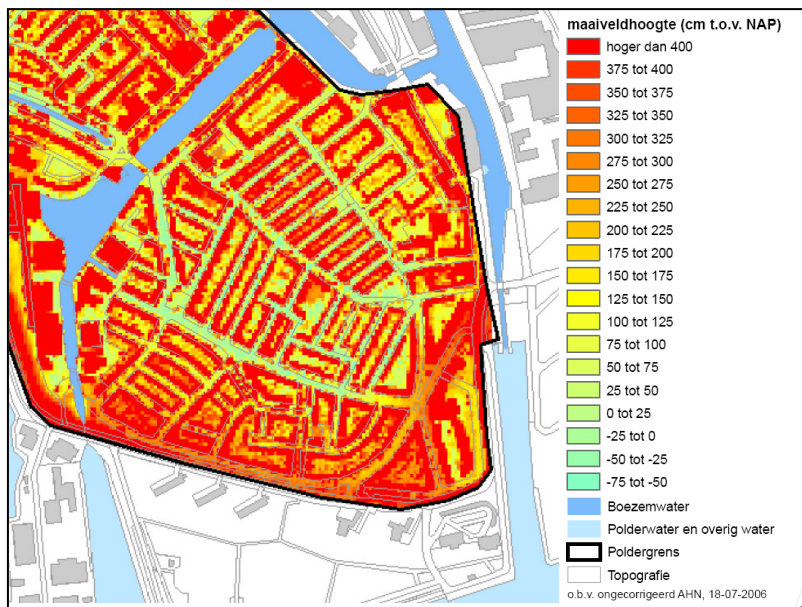 maaiveldhoogte (cm t.o.v. NAP)
hoger dan 400
375 tot 400
350 tot 375
325 tot 350
300 tot 325
275 tot 300
250 tot 275
225 tot 250
200 tot 225
175 tot 200
150 tot 175
125 tot 150
100 tot 125
75 tot 100
50 tot 75
25 tot 50
0 tot 25
-25 tot 0
-50 tot -25
-75 tot -50
Boezemwater
Polderwater en overig water
Poldergrens
Topografie
o.b.v. ongecorrigeerd AHN, 18-07-2006